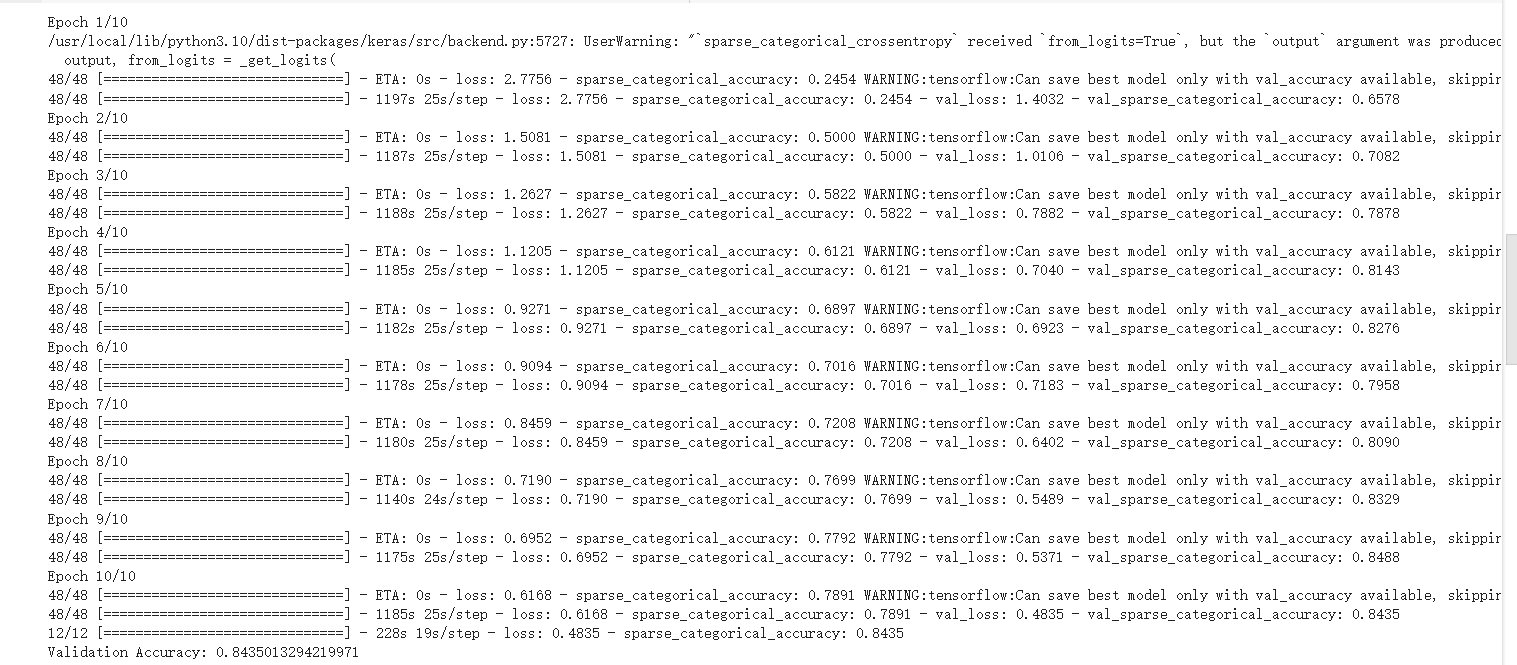 Epoch 1/10
/usr/local/lib/python3.10/dist-packages/keras/src/backend.py:5727: UserWarning: "`sparse_categorical_crossentropy` received `from_logits=True`, but the `output` argument was produced
  output, from_logits = _get_logits(
48/48 [==============================] - ETA: 0s - loss: 2.7756 - sparse_categorical_accuracy: 0.2454 WARNING:tensorflow:Can save best model only with val_accuracy available, skippin
48/48 [==============================] - 1197s 25s/step - loss: 2.7756 - sparse_categorical_accuracy: 0.2454 - val_loss: 1.4032 - val_sparse_categorical_accuracy: 0.6578
Epoch 2/10
48/48 [==============================] - ETA: 0s - loss: 1.5081 - sparse_categorical_accuracy: 0.5000 WARNING:tensorflow:Can save best model only with val_accuracy available, skippin
48/48 [==============================] - 1187s 25s/step - loss: 1.5081 - sparse_categorical_accuracy: 0.5000 - val_loss: 1.0106 - val_sparse_categorical_accuracy: 0.7082
Epoch 3/10
48/48 [==============================] - ETA: 0s - loss: 1.2627 - sparse_categorical_accuracy: 0.5822 WARNING:tensorflow:Can save best model only with val_accuracy available, skippin
48/48 [==============================] - 1188s 25s/step - loss: 1.2627 - sparse_categorical_accuracy: 0.5822 - val_loss: 0.7882 - val_sparse_categorical_accuracy: 0.7878
Epoch 4/10
48/48 [==============================] - ETA: 0s - loss: 1.1205 - sparse_categorical_accuracy: 0.6121 WARNING:tensorflow:Can save best model only with val_accuracy available, skippin
48/48 [==============================] - 1185s 25s/step - loss: 1.1205 - sparse_categorical_accuracy: 0.6121 - val_loss: 0.7040 - val_sparse_categorical_accuracy: 0.8143
Epoch 5/10
48/48 [==============================] - ETA: 0s - loss: 0.9271 - sparse_categorical_accuracy: 0.6897 WARNING:tensorflow:Can save best model only with val_accuracy available, skippin
48/48 [==============================] - 1182s 25s/step - loss: 0.9271 - sparse_categorical_accuracy: 0.6897 - val_loss: 0.6923 - val_sparse_categorical_accuracy: 0.8276
Epoch 6/10
48/48 [==============================] - ETA: 0s - loss: 0.9094 - sparse_categorical_accuracy: 0.7016 WARNING:tensorflow:Can save best model only with val_accuracy available, skippin
48/48 [==============================] - 1178s 25s/step - loss: 0.9094 - sparse_categorical_accuracy: 0.7016 - val_loss: 0.7183 - val_sparse_categorical_accuracy: 0.7958
Epoch 7/10
48/48 [==============================] - ETA: 0s - loss: 0.8459 - sparse_categorical_accuracy: 0.7208 WARNING:tensorflow:Can save best model only with val_accuracy available, skippin
48/48 [==============================] - 1180s 25s/step - loss: 0.8459 - sparse_categorical_accuracy: 0.7208 - val_loss: 0.6402 - val_sparse_categorical_accuracy: 0.8090
Epoch 8/10
48/48 [==============================] - ETA: 0s - loss: 0.7190 - sparse_categorical_accuracy: 0.7699 WARNING:tensorflow:Can save best model only with val_accuracy available, skippin
48/48 [==============================] - 1140s 24s/step - loss: 0.7190 - sparse_categorical_accuracy: 0.7699 - val_loss: 0.5489 - val_sparse_categorical_accuracy: 0.8329
Epoch 9/10
48/48 [==============================] - ETA: 0s - loss: 0.6952 - sparse_categorical_accuracy: 0.7792 WARNING:tensorflow:Can save best model only with val_accuracy available, skippin
48/48 [==============================] - 1175s 25s/step - loss: 0.6952 - sparse_categorical_accuracy: 0.7792 - val_loss: 0.5371 - val_sparse_categorical_accuracy: 0.8488
Epoch 10/10
48/48 [==============================] - ETA: 0s - loss: 0.6168 - sparse_categorical_accuracy: 0.7891 WARNING:tensorflow:Can save best model only with val_accuracy available, skippin
48/48 [==============================] - 1185s 25s/step - loss: 0.6168 - sparse_categorical_accuracy: 0.7891 - val_loss: 0.4835 - val_sparse_categorical_accuracy: 0.8435
12/12 [==============================] - 228s 19s/step - loss: 0.4835 - sparse_categorical_accuracy: 0.8435
Validation Accuracy: 0.8435013294219971